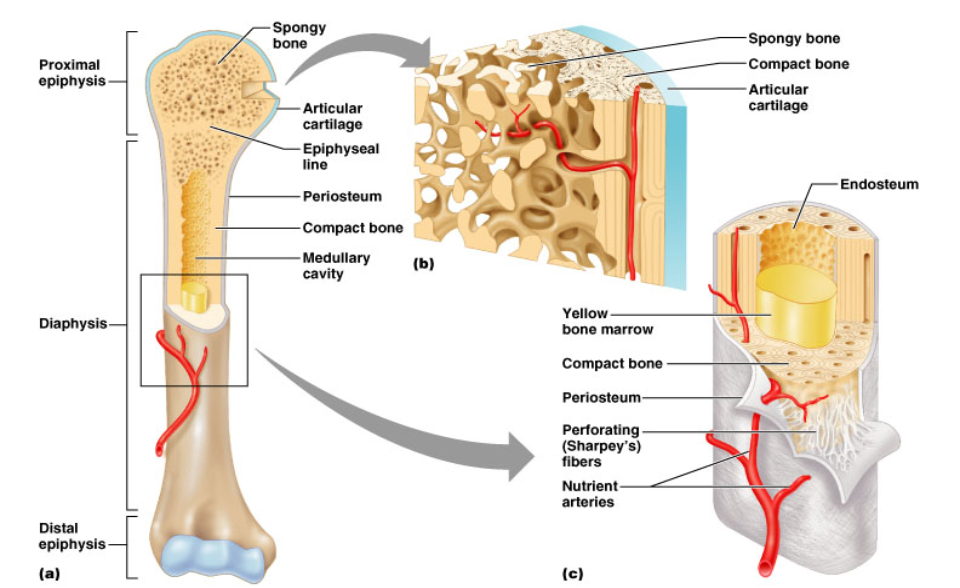 Spongy
bone
Proximal
epiphysis
Articular
cartilage
Epiphyseal
line
Periosteum
Compact bone
Medullary
cavity
Diaphysis
Distal
epiphysis
(a)
Spongy bone
Compact bone
Articular
cartilage
(b)
Endosteum
Yellow
bone marrow
Compact bone
Periosteum
Perforating
(Sharpey's)
fibers
Nutrient
arteries
(c)